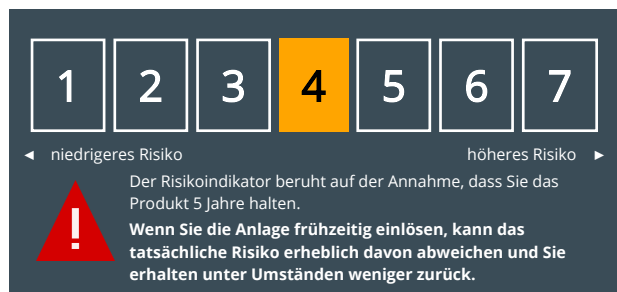 1 2 3 4 5 6 7
◄ niedrigeres Risiko höheres Risiko ►
Der Risikoindikator beruht auf der Annahme, dass Sie das
Produkt 5 Jahre halten.
!
Wenn Sie die Anlage frühzeitig einlösen, kann das
tatsächliche Risiko erheblich davon abweichen und Sie
erhalten unter Umständen weniger zurück.